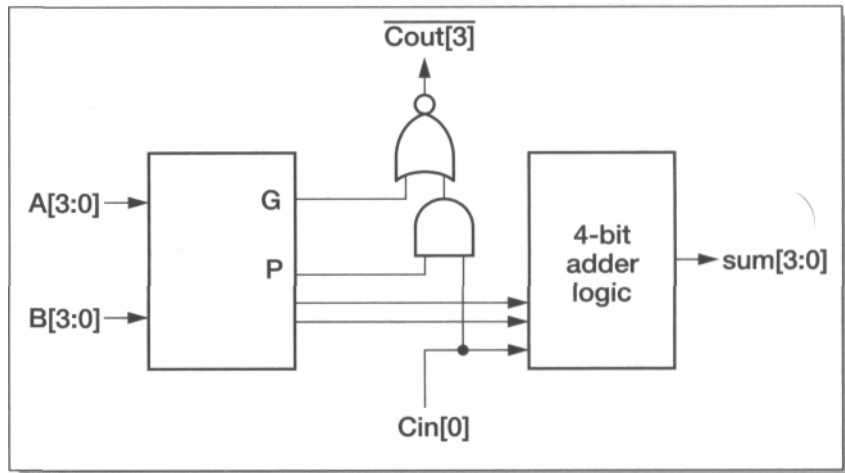 Cout[3]
A[3:0]
G
4-bit
adder
logic
sum[3:0]
P
B[3:0]
Cin[0]